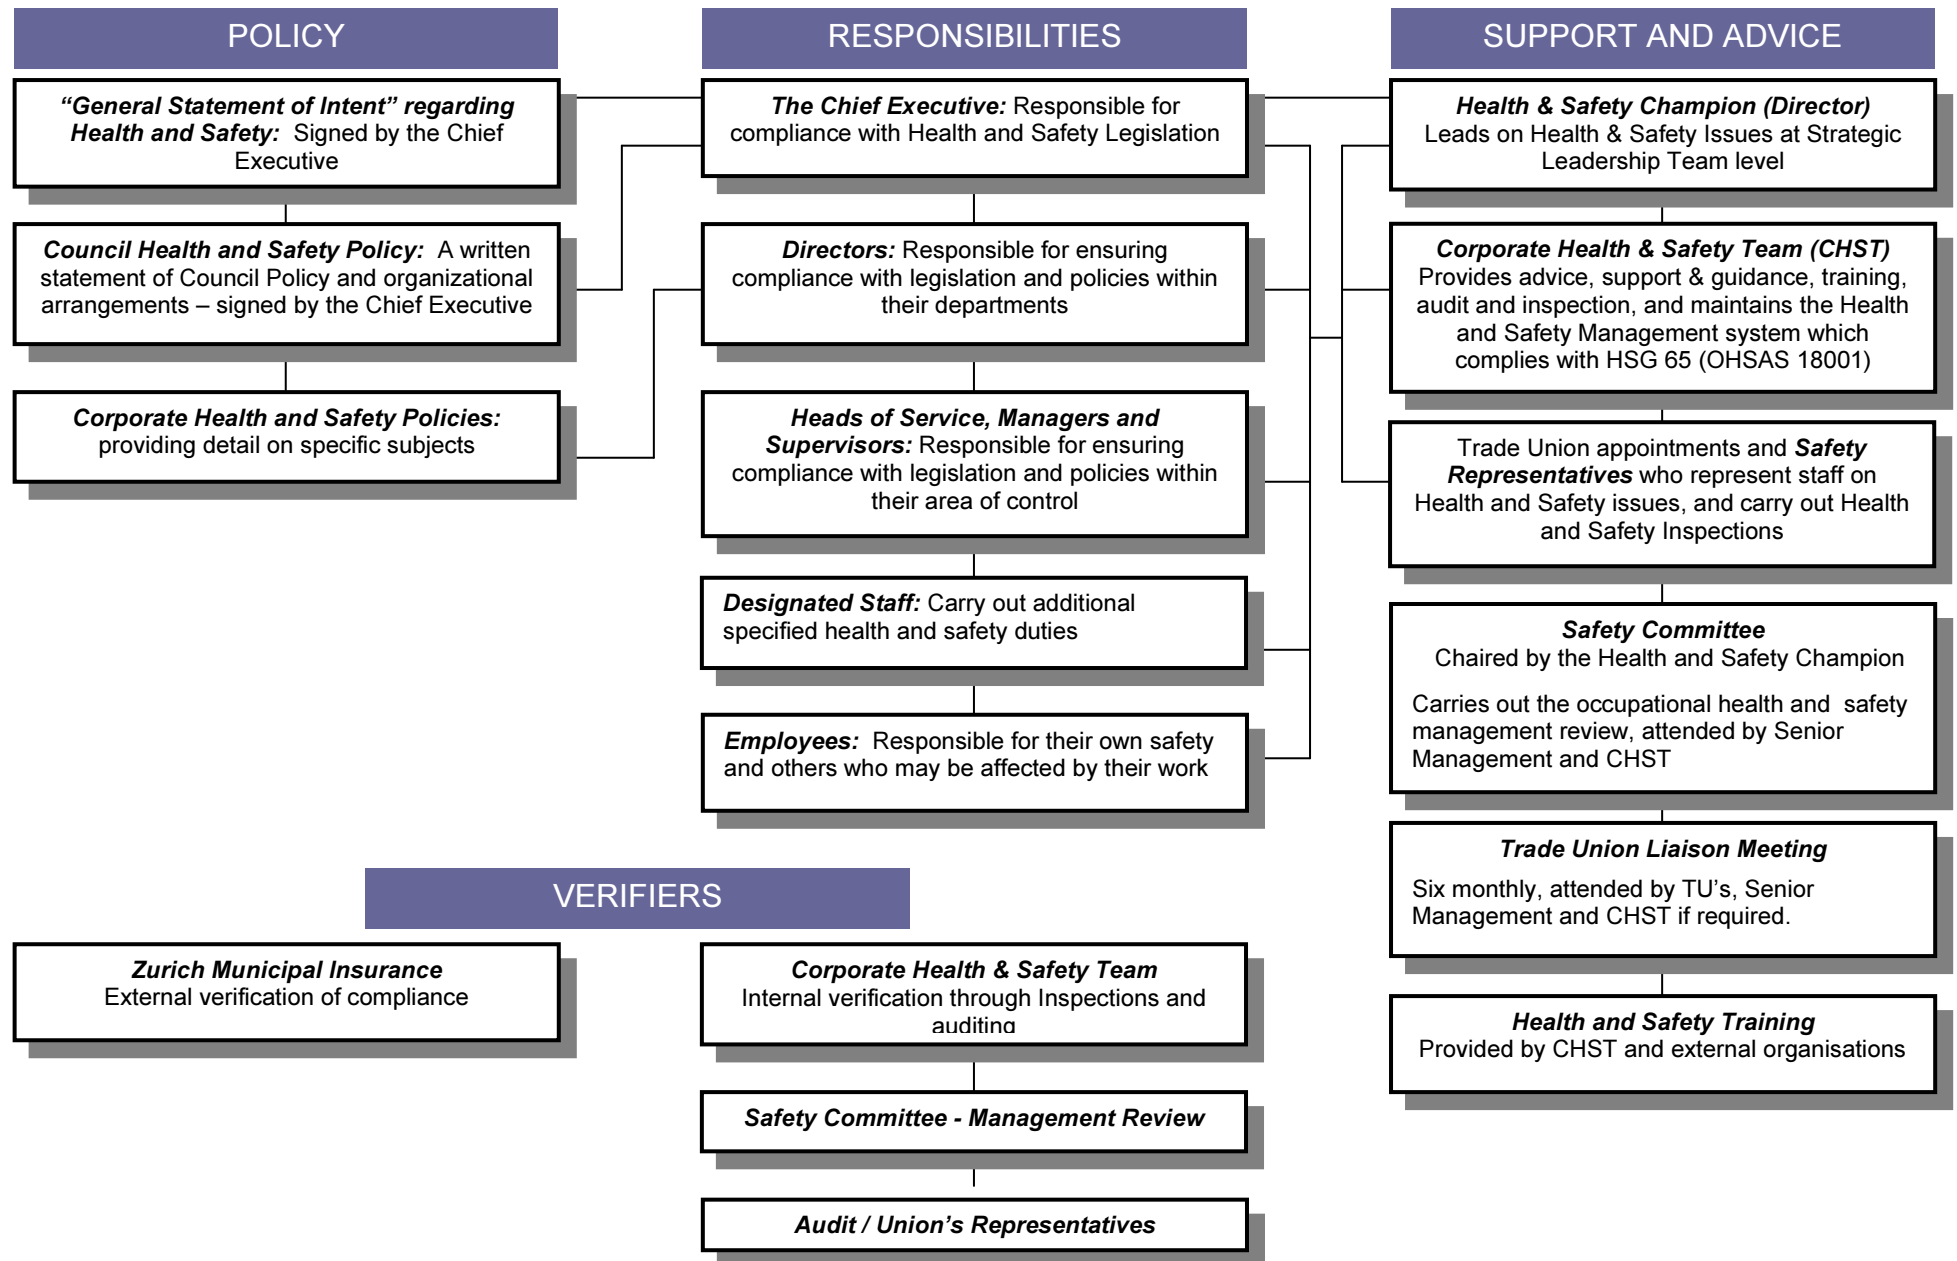 POLICY
“General Statement of Intent” regarding
Health and Safety: Signed by the Chief
Executive
Council Health and Safety Policy: A written
statement of Council Policy and organizational
arrangements – signed by the Chief Executive
Corporate Health and Safety Policies:
providing detail on specific subjects
RESPONSIBILITIES
The Chief Executive: Responsible for
compliance with Health and Safety Legislation
Directors: Responsible for ensuring
compliance with legislation and policies within
their departments
Heads of Service, Managers and
Supervisors: Responsible for ensuring
compliance with legislation and policies within
their area of control
Designated Staff: Carry out additional
specified health and safety duties
Employees: Responsible for their own safety
and others who may be affected by their work
SUPPORT AND ADVICE
Health & Safety Champion (Director)
Leads on Health & Safety Issues at Strategic
Leadership Team level
Corporate Health & Safety Team (CHST)
Provides advice, support & guidance, training,
audit and inspection, and maintains the Health
and Safety Management system which
complies with HSG 65 (OHSAS 18001)
Trade Union appointments and Safety
Representatives who represent staff on
Health and Safety issues, and carry out Health
and Safety Inspections
Safety Committee
Chaired by the Health and Safety Champion
Carries out the occupational health and safety
management review, attended by Senior
Management and CHST
Trade Union Liaison Meeting
Six monthly, attended by TU’s, Senior
Management and CHST if required.
Health and Safety Training
Provided by CHST and external organisations
VERIFIERS
Zurich Municipal Insurance
External verification of compliance
Corporate Health & Safety Team
Internal verification through Inspections and
auditing
Safety Committee - Management Review
Audit / Union’s Representatives